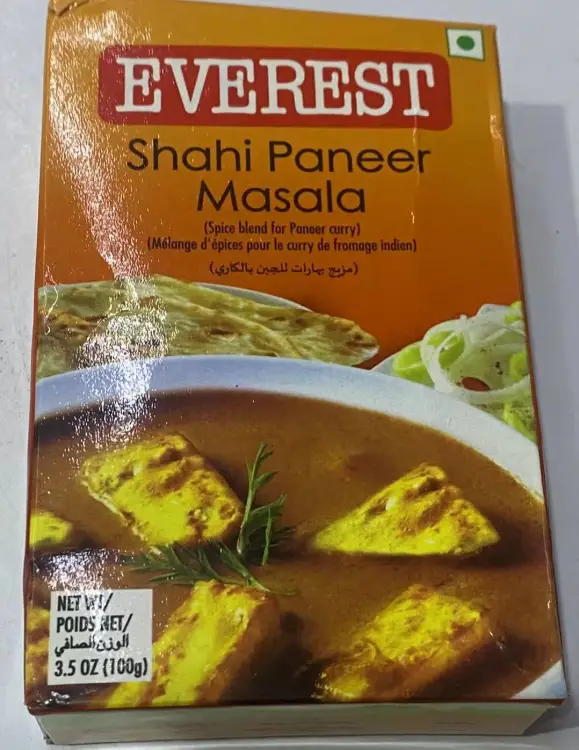 EVEREST
Shahi Paneer
Masala
(Spice blend for Paneer curry)
(Mélange d'épices pour le curry de fromage indien)
(مزيج بهارات للجبن بالكاري)
NET WT/
POIDS NET/
الوزن الصافي
3.5 OZ (100g)